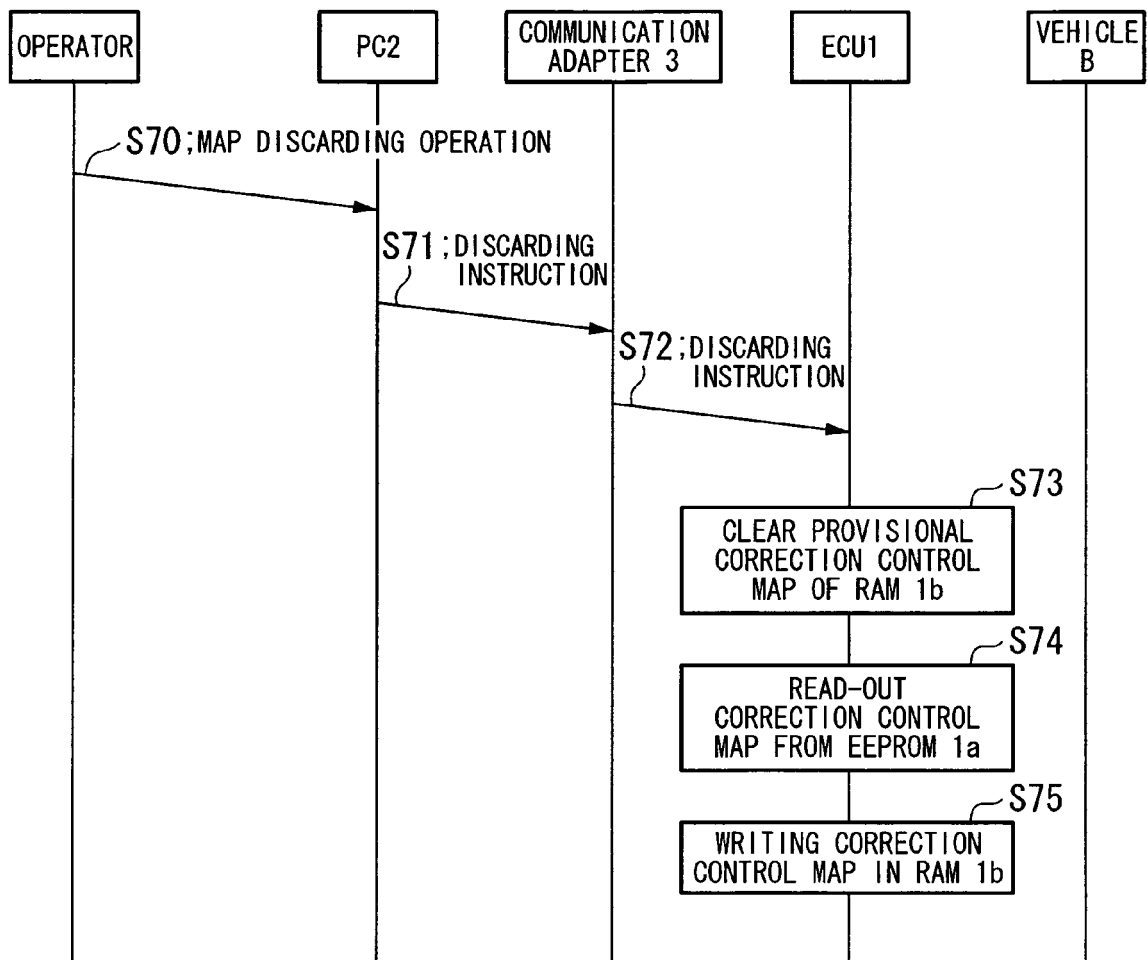 OPERATOR
PC2
COMMUNICATION
ADAPTER 3
ECU1
VEHICLE
B
S70;MAP DISCARDING OPERATION
S71;DISCARDING
INSTRUCTION
S72;DISCARDING
INSTRUCTION
S73
CLEAR PROVISIONAL
CORRECTION CONTROL
MAP OF RAM 1b
S74
READ-OUT
CORRECTION CONTROL
MAP FROM EEPROM 1a
S75
WRITING CORRECTION
CONTROL MAP IN RAM 1b